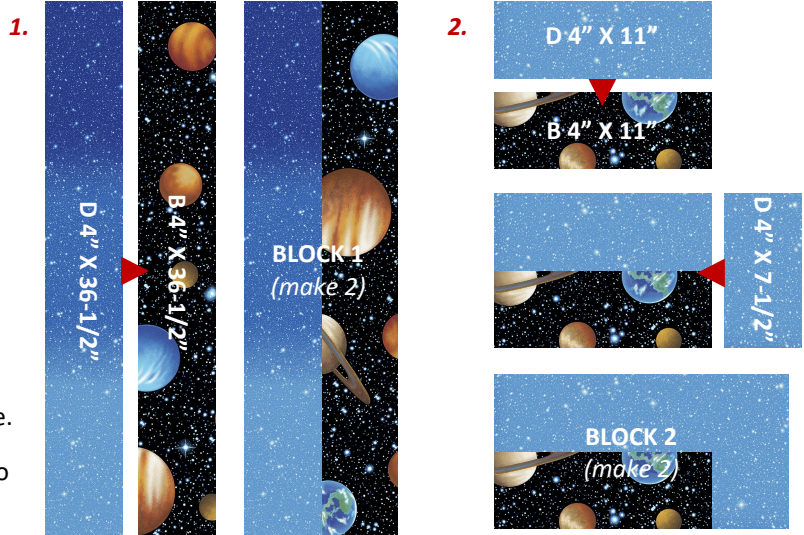 1.
D 4” X 36-1/2”
B 4” X 36-1/2”
BLOCK 1
(make 2)
e.
o
2.
D 4” X 11”
B 4” X 11”
D 4” X 7-1/2”
BLOCK 2
(make 2)